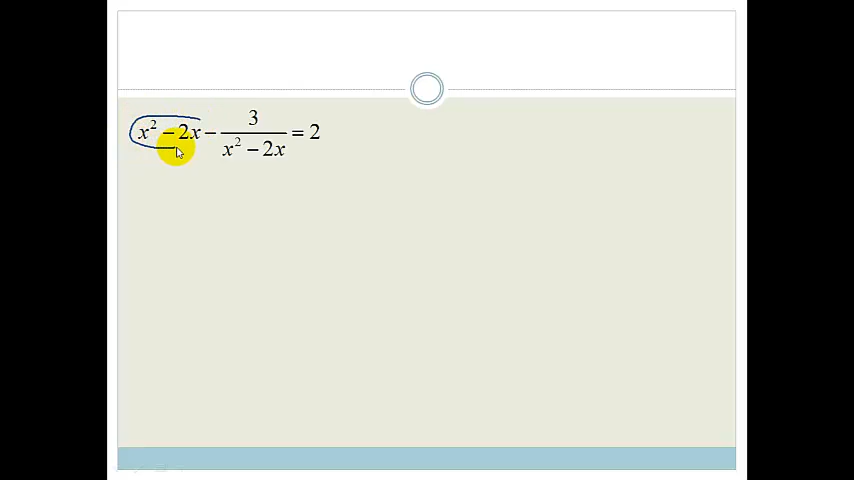 x² − 2x − 3/(x² − 2x) = 2